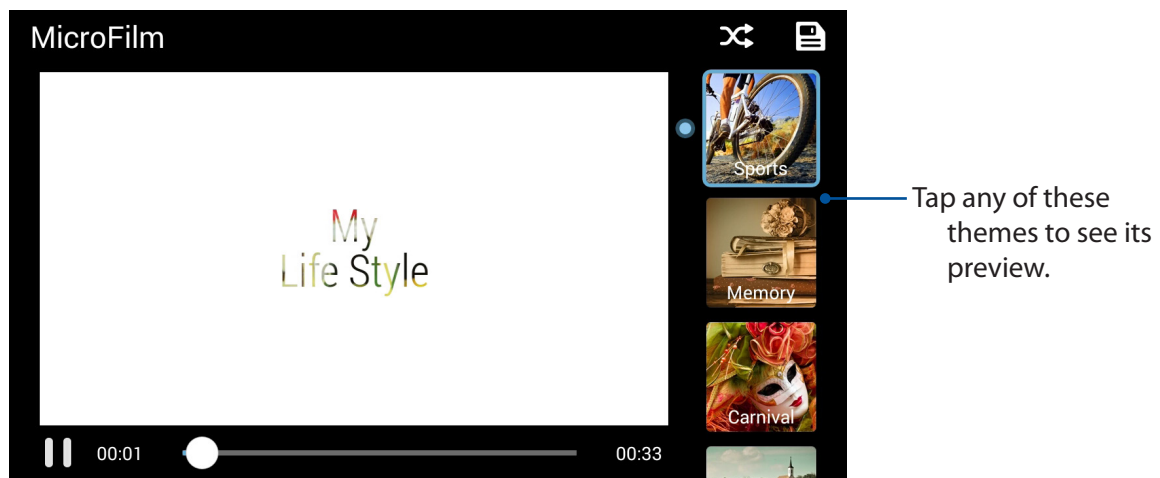 MicroFilm
My
Life Style
Sports
Memory
Carnival
00:01
00:33
Tap any of these
themes to see its
preview.